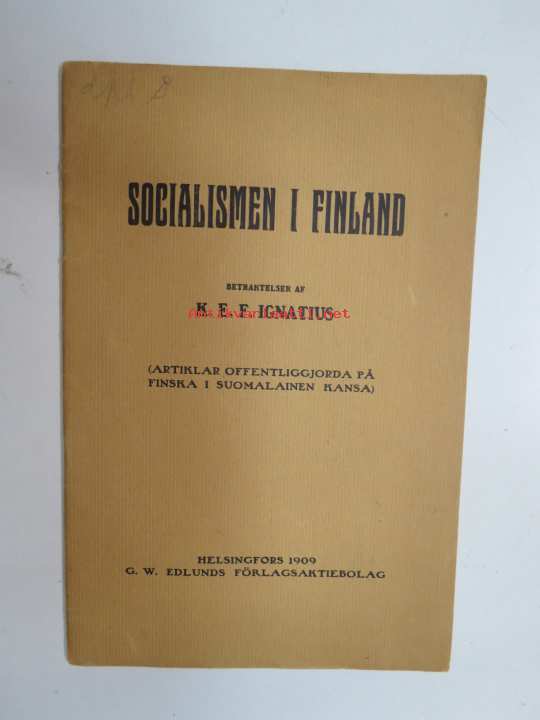 SOCIALISMEN I FINLAND
BETRAKTELSER AF
K. E. F. IGNATIUS
(ARTIKLAR OFFENTLIGGJORDA PÅ
FINSKA I SUOMALAINEN KANSA)
HELSINGFORS 1909
G. W. EDLUNDS FÖRLAGSAKTIEBOLAG